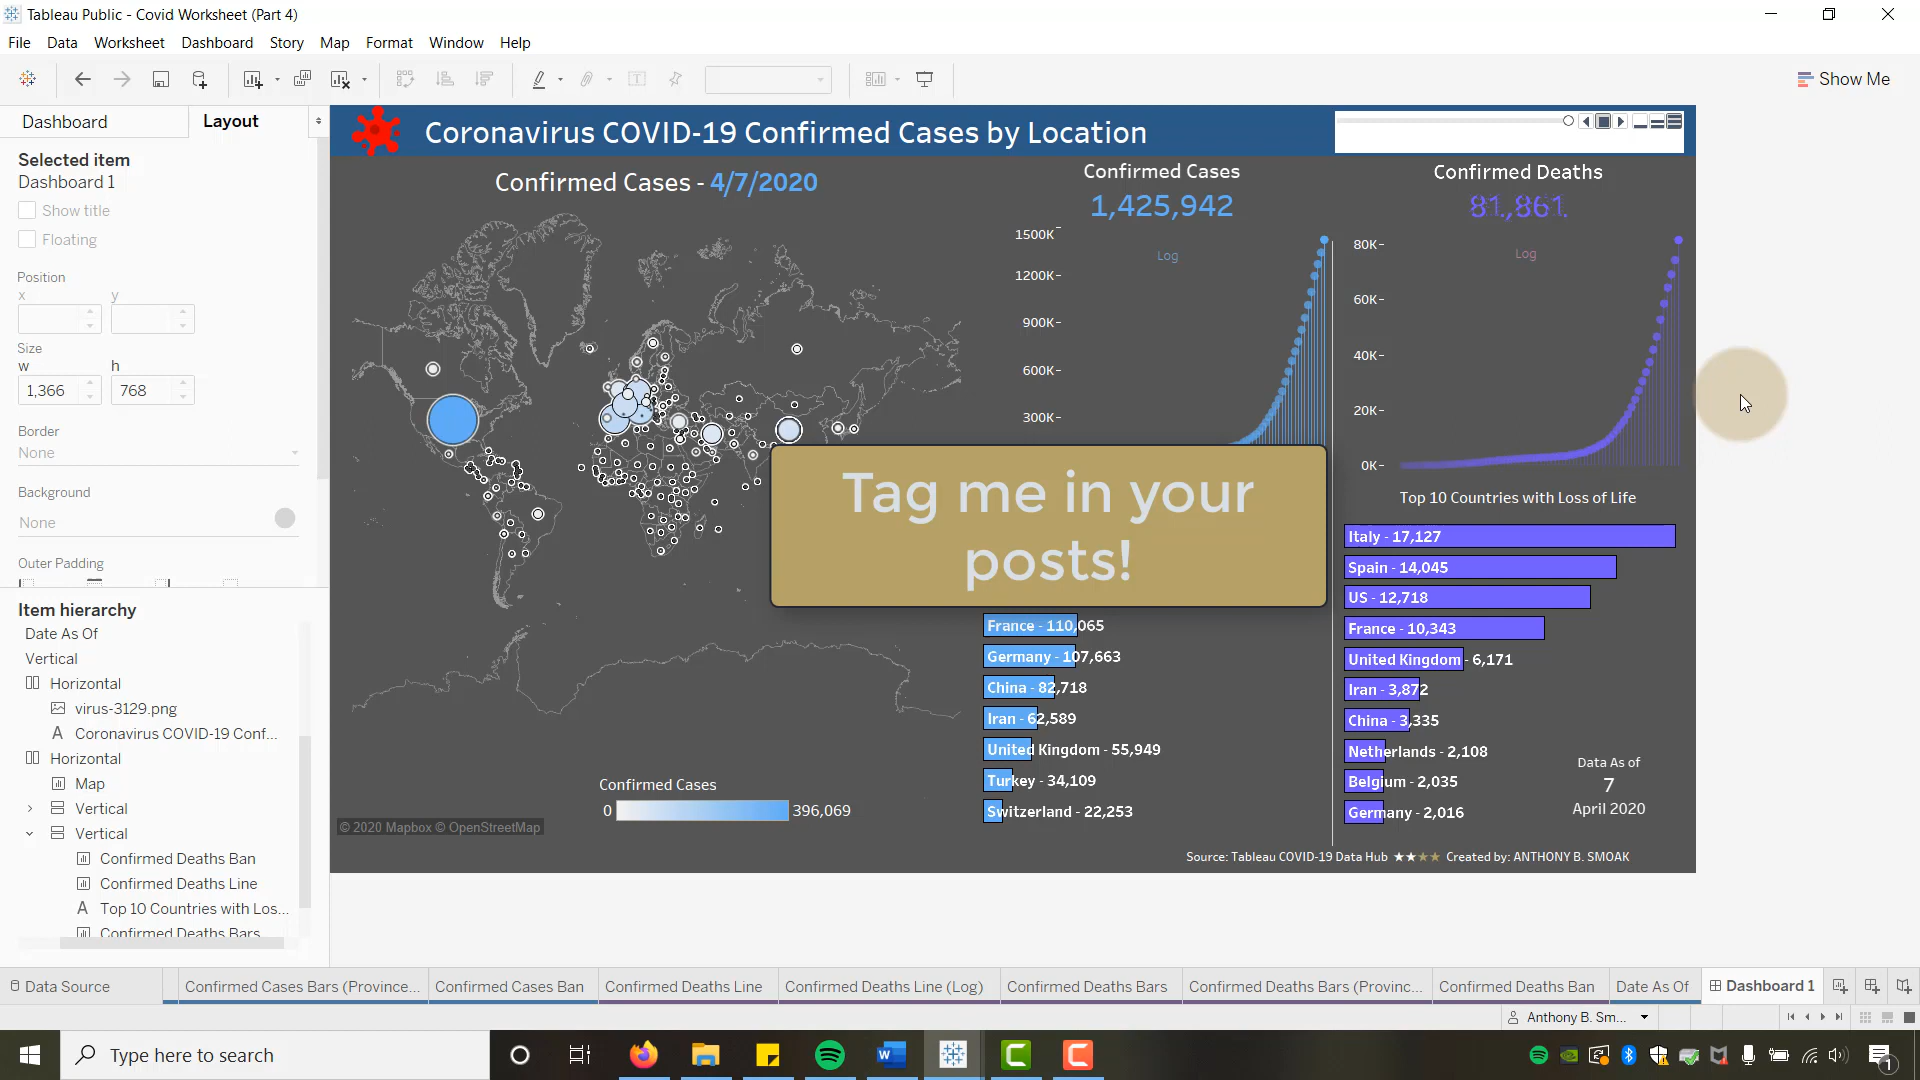 Tableau Public - Covid Worksheet (Part 4)
File Data Worksheet Dashboard Story Map Format Window Help
Show Me
Dashboard Layout
Selected item
Dashboard 1
Show title
Floating
Position
x y
Size
w h
1,366 768
Border
None
Background
None
Outer Padding
Item hierarchy
Date As Of
Vertical
Horizontal
virus-3129.png
A Coronavirus COVID-19 Conf...
Horizontal
Map
Vertical
Vertical
Confirmed Deaths Ban
Confirmed Deaths Line
A Top 10 Countries with Los...
Confirmed Deaths Bars
Coronavirus COVID-19 Confirmed Cases by Location
Confirmed Cases - 4/7/2020
Confirmed Cases
0 396,069
© 2020 Mapbox © OpenStreetMap
Confirmed Cases
1,425,942
Log
1500K
1200K
900K
600K
300K
Tag me in your
posts!
France - 110,065
Germany - 107,663
China - 82,718
Iran - 62,589
United Kingdom - 55,949
Turkey - 34,109
Switzerland - 22,253
Confirmed Deaths
81,861
Log
80K
60K
40K
20K
0K
Top 10 Countries with Loss of Life
Italy - 17,127
Spain - 14,045
US - 12,718
France - 10,343
United Kingdom - 6,171
Iran - 3,872
China - 3,335
Netherlands - 2,108
Belgium - 2,035
Germany - 2,016
Data As of
7
April 2020
Source: Tableau COVID-19 Data Hub ★★★★ Created by: ANTHONY B. SMOAK
Data Source Confirmed Cases Bars (Province... Confirmed Cases Ban Confirmed Deaths Line Confirmed Deaths Line (Log) Confirmed Deaths Bars Confirmed Deaths Bars (Provinc... Confirmed Deaths Ban Date As Of Dashboard 1
Anthony B. Sm...
Type here to search
1